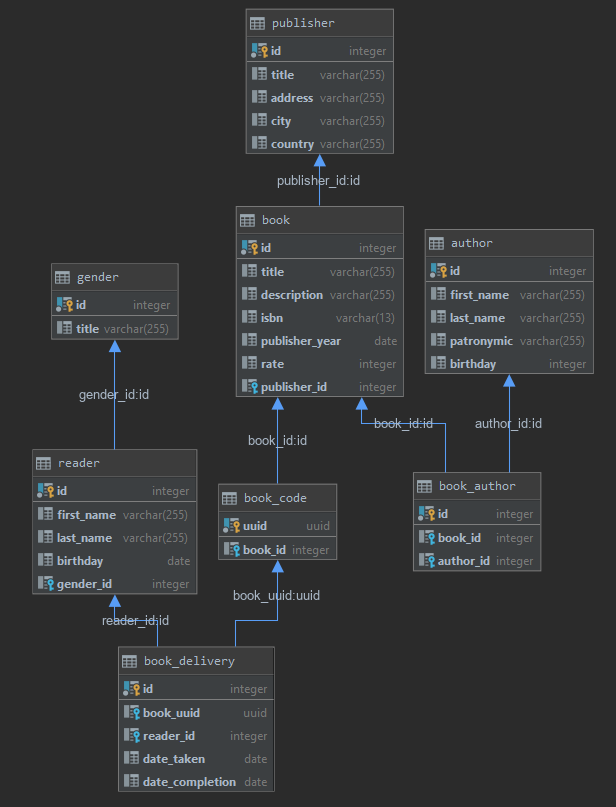 publisher
id integer
title varchar(255)
address varchar(255)
city varchar(255)
country varchar(255)
publisher_id:id
book
id integer
title varchar(255)
description varchar(255)
isbn varchar(13)
publisher_year date
rate integer
publisher_id integer
author
id integer
first_name varchar(255)
last_name varchar(255)
patronymic varchar(255)
birthday integer
gender
id integer
title varchar(255)
gender_id:id
book_id:id
book_id:id
author_id:id
reader
id integer
first_name varchar(255)
last_name varchar(255)
birthday date
gender_id integer
book_code
uuid uuid
book_id integer
book_author
id integer
book_id integer
author_id integer
reader_id:id
book_uuid:uuid
book_delivery
id integer
book_uuid uuid
reader_id integer
date_taken date
date_completion date